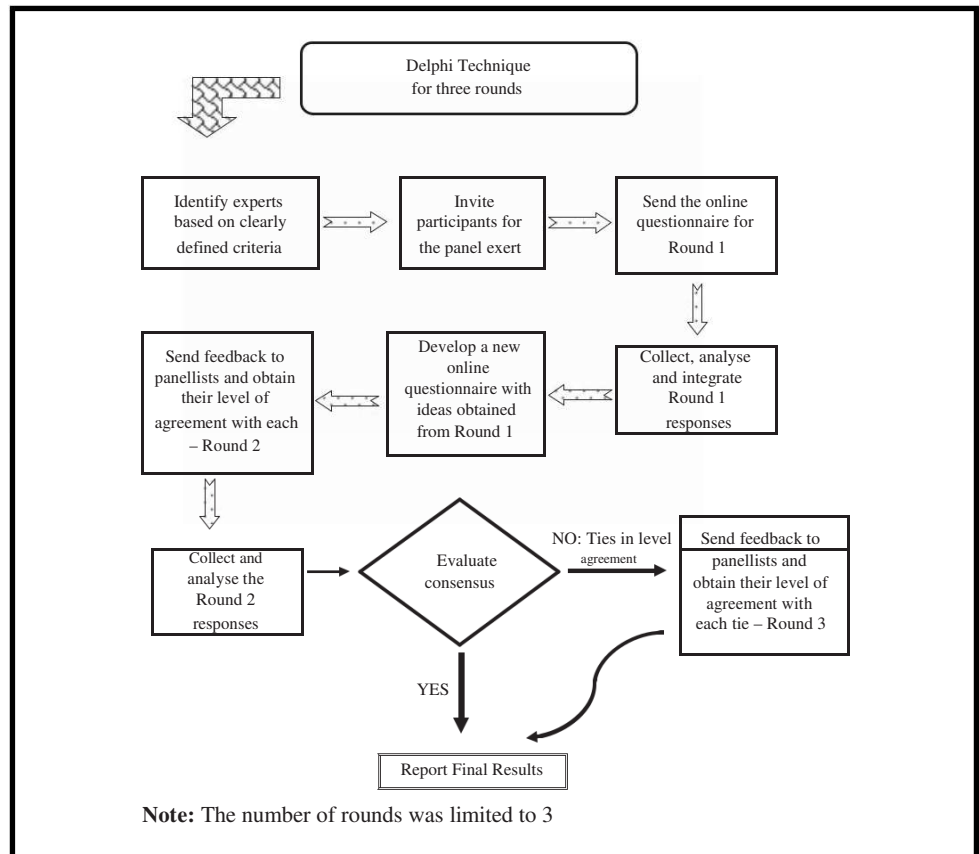 Delphi Technique
for three rounds
Identify experts
based on clearly
defined criteria
Invite
participants for
the panel exert
Send the online
questionnaire for
Round 1
Collect, analyse
and integrate
Round 1
responses
Develop a new
online
questionnaire with
ideas obtained
from Round 1
Send feedback to
panellists and obtain
their level of
agreement with each
– Round 2
Collect and
analyse the
Round 2
responses
Evaluate
consensus
NO: Ties in level
agreement
Send feedback to
panellists and
obtain their level of
agreement with
each tie – Round 3
YES
Report Final Results
Note: The number of rounds was limited to 3